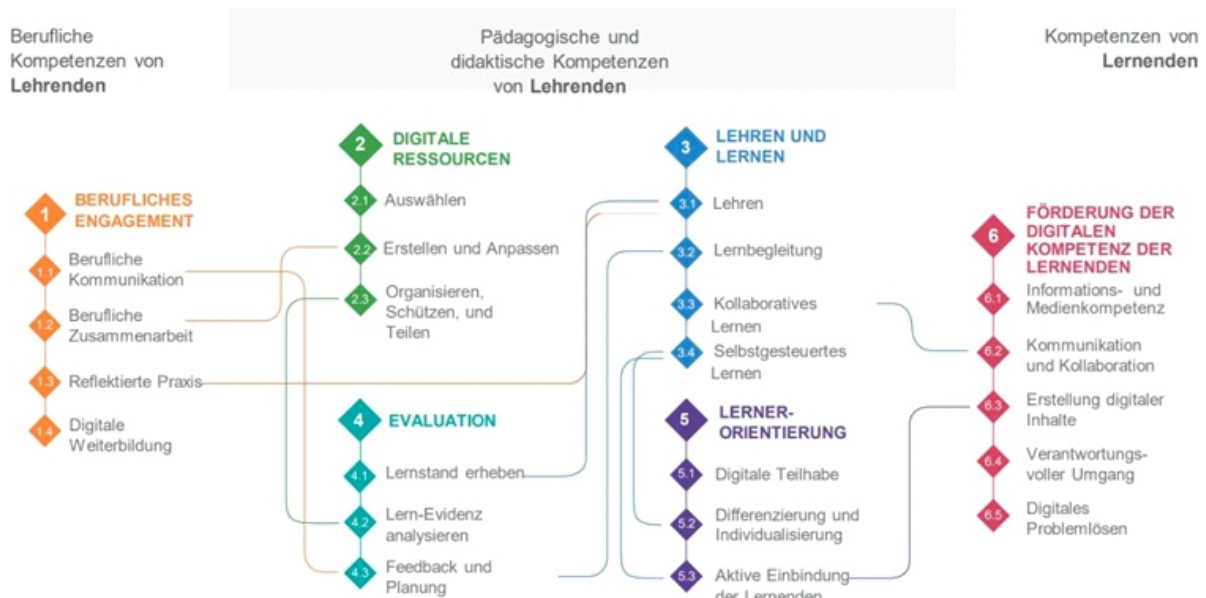 Berufliche
Kompetenzen von
Lehrenden
Pädagogische und
didaktische Kompetenzen
von Lehrenden
Kompetenzen von
Lernenden
1
BERUFLICHES
ENGAGEMENT
1.1
Berufliche
Kommunikation
1.2
Berufliche
Zusammenarbeit
1.3
Reflektierte Praxis
1.4
Digitale
Weiterbildung
2
DIGITALE
RESSOURCEN
2.1
Auswählen
2.2
Erstellen und Anpassen
2.3
Organisieren,
Schützen, und
Teilen
3
LEHREN UND
LERNEN
3.1
Lehren
3.2
Lernbegleitung
3.3
Kollaboratives
Lernen
3.4
Selbstgesteuertes
Lernen
4
EVALUATION
4.1
Lernstand erheben
4.2
Lern-Evidenz
analysieren
4.3
Feedback und
Planung
5
LERNER-
ORIENTIERUNG
5.1
Digitale Teilhabe
5.2
Differenzierung und
Individualisierung
5.3
Aktive Einbindung
der Lernenden
6
FÖRDERUNG DER
DIGITALEN
KOMPETENZ DER
LERNENDEN
6.1
Informations- und
Medienkompetenz
6.2
Kommunikation
und Kollaboration
6.3
Erstellung digitaler
Inhalte
6.4
Verantwortungs-
voller Umgang
6.5
Digitales
Problemlösen